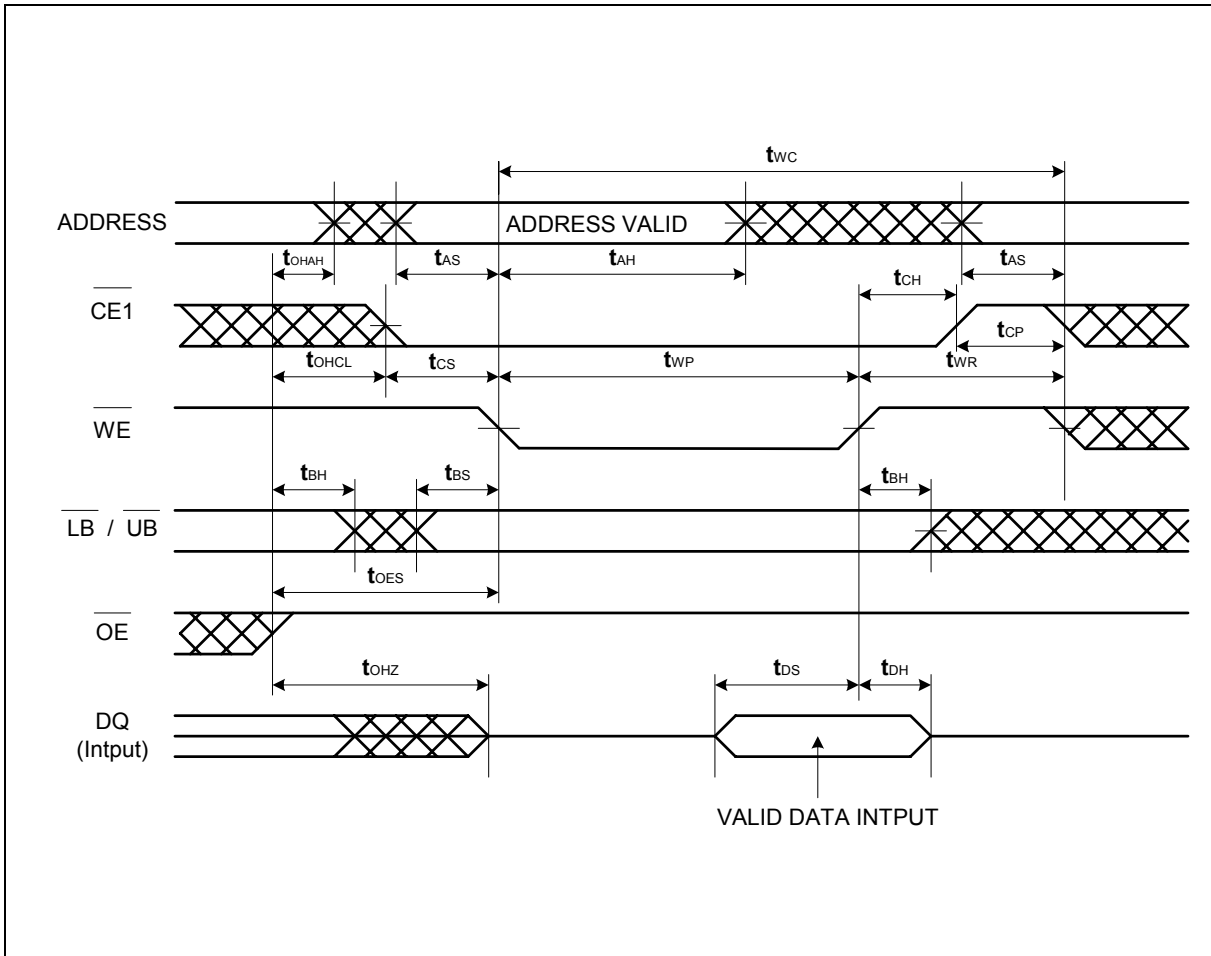 tWC
ADDRESS
ADDRESS VALID
tOHAH
tAS
tAH
tAS
CE1
tCH
tCP
tOHCL
tCS
tWP
tWR
WE
tBH
tBS
tBH
LB / UB
tOES
OE
tOHZ
tDS
tDH
DQ
(Intput)
VALID DATA INTPUT